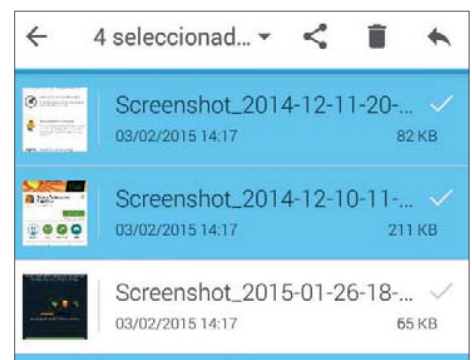 4 seleccionad...
Screenshot_2014-12-11-20-...
03/02/2015 14:17 82 KB
Screenshot_2014-12-10-11-...
03/02/2015 14:17 211 KB
Screenshot_2015-01-26-18-...
03/02/2015 14:17 65 KB